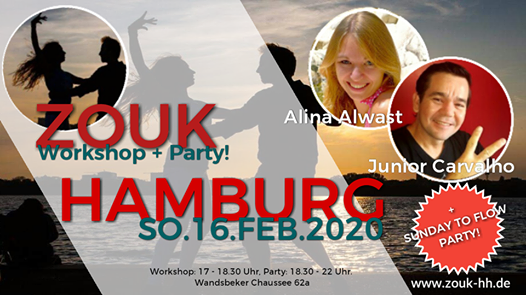 ZOUK
Workshop + Party!
HAMBURG
SO.16.FEB.2020
Alina Alwast
Junior Carvalho
+
SUNDAY TO FLOW
PARTY!
Workshop: 17 - 18.30 Uhr, Party: 18.30 - 22 Uhr.
Wandsbeker Chaussee 62a
www.zouk-hh.de